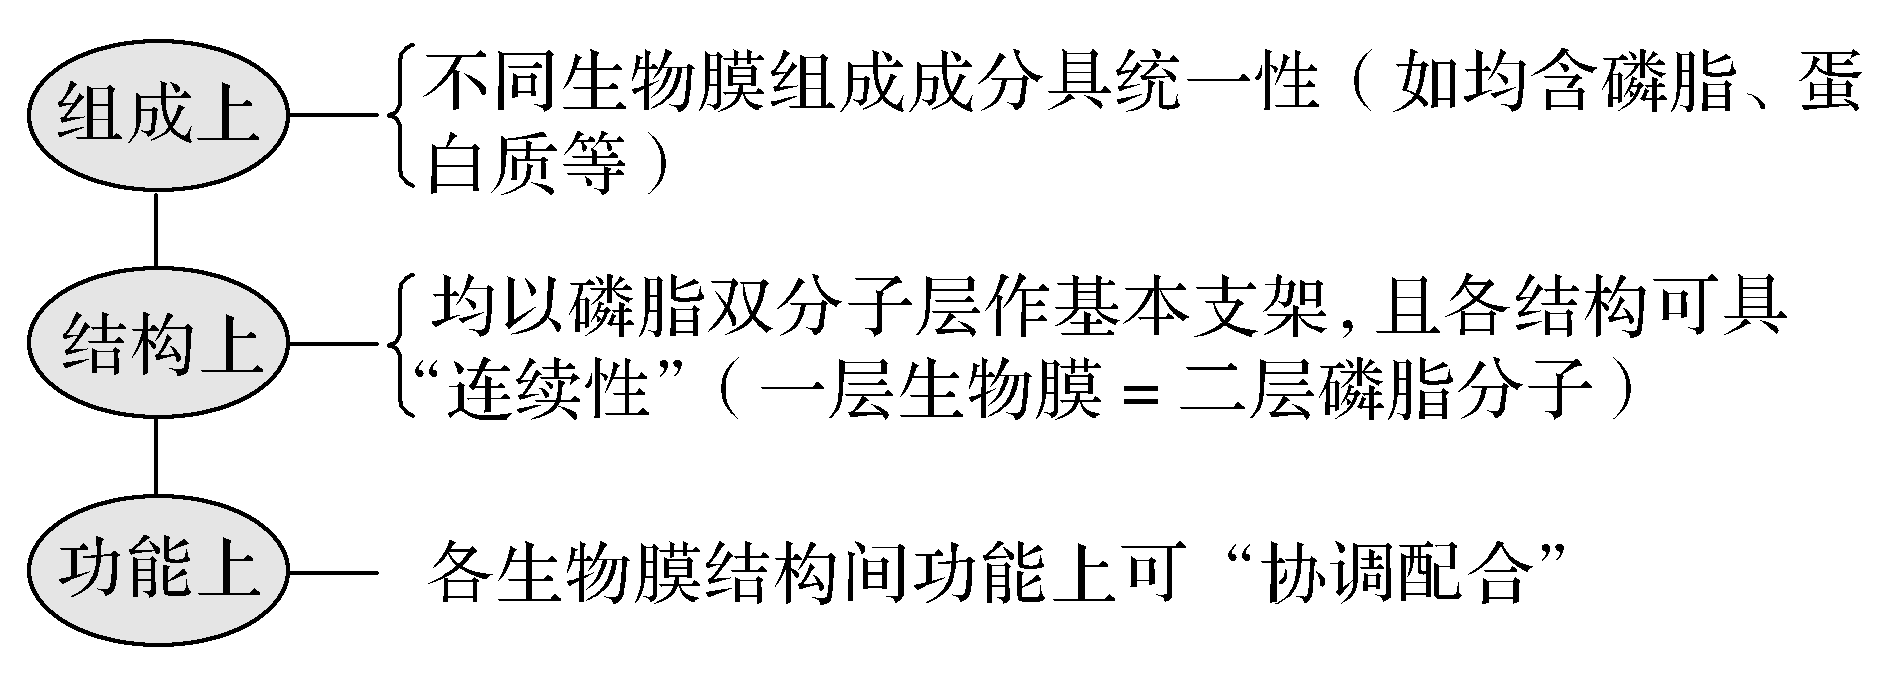 组成上
不同生物膜组成成分具统一性（如均含磷脂、蛋
白质等）
结构上
均以磷脂双分子层作基本支架,且各结构可具
“连续性”（一层生物膜=二层磷脂分子）
功能上
各生物膜结构间功能上可“协调配合”